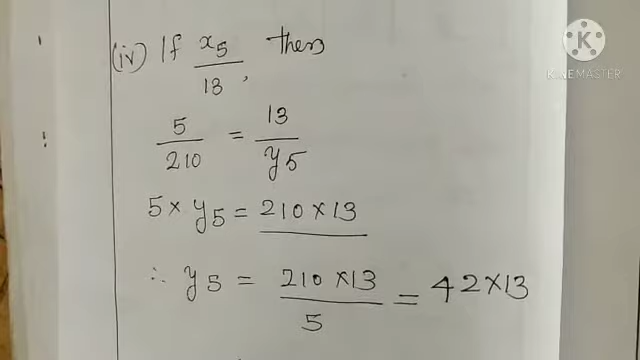 (iv) If x₅/13, then
5/210 = 13/y₅
5 × y₅ = 210 × 13
∴ y₅ = 210 × 13/5 = 42 × 13
K
KINEMASTER